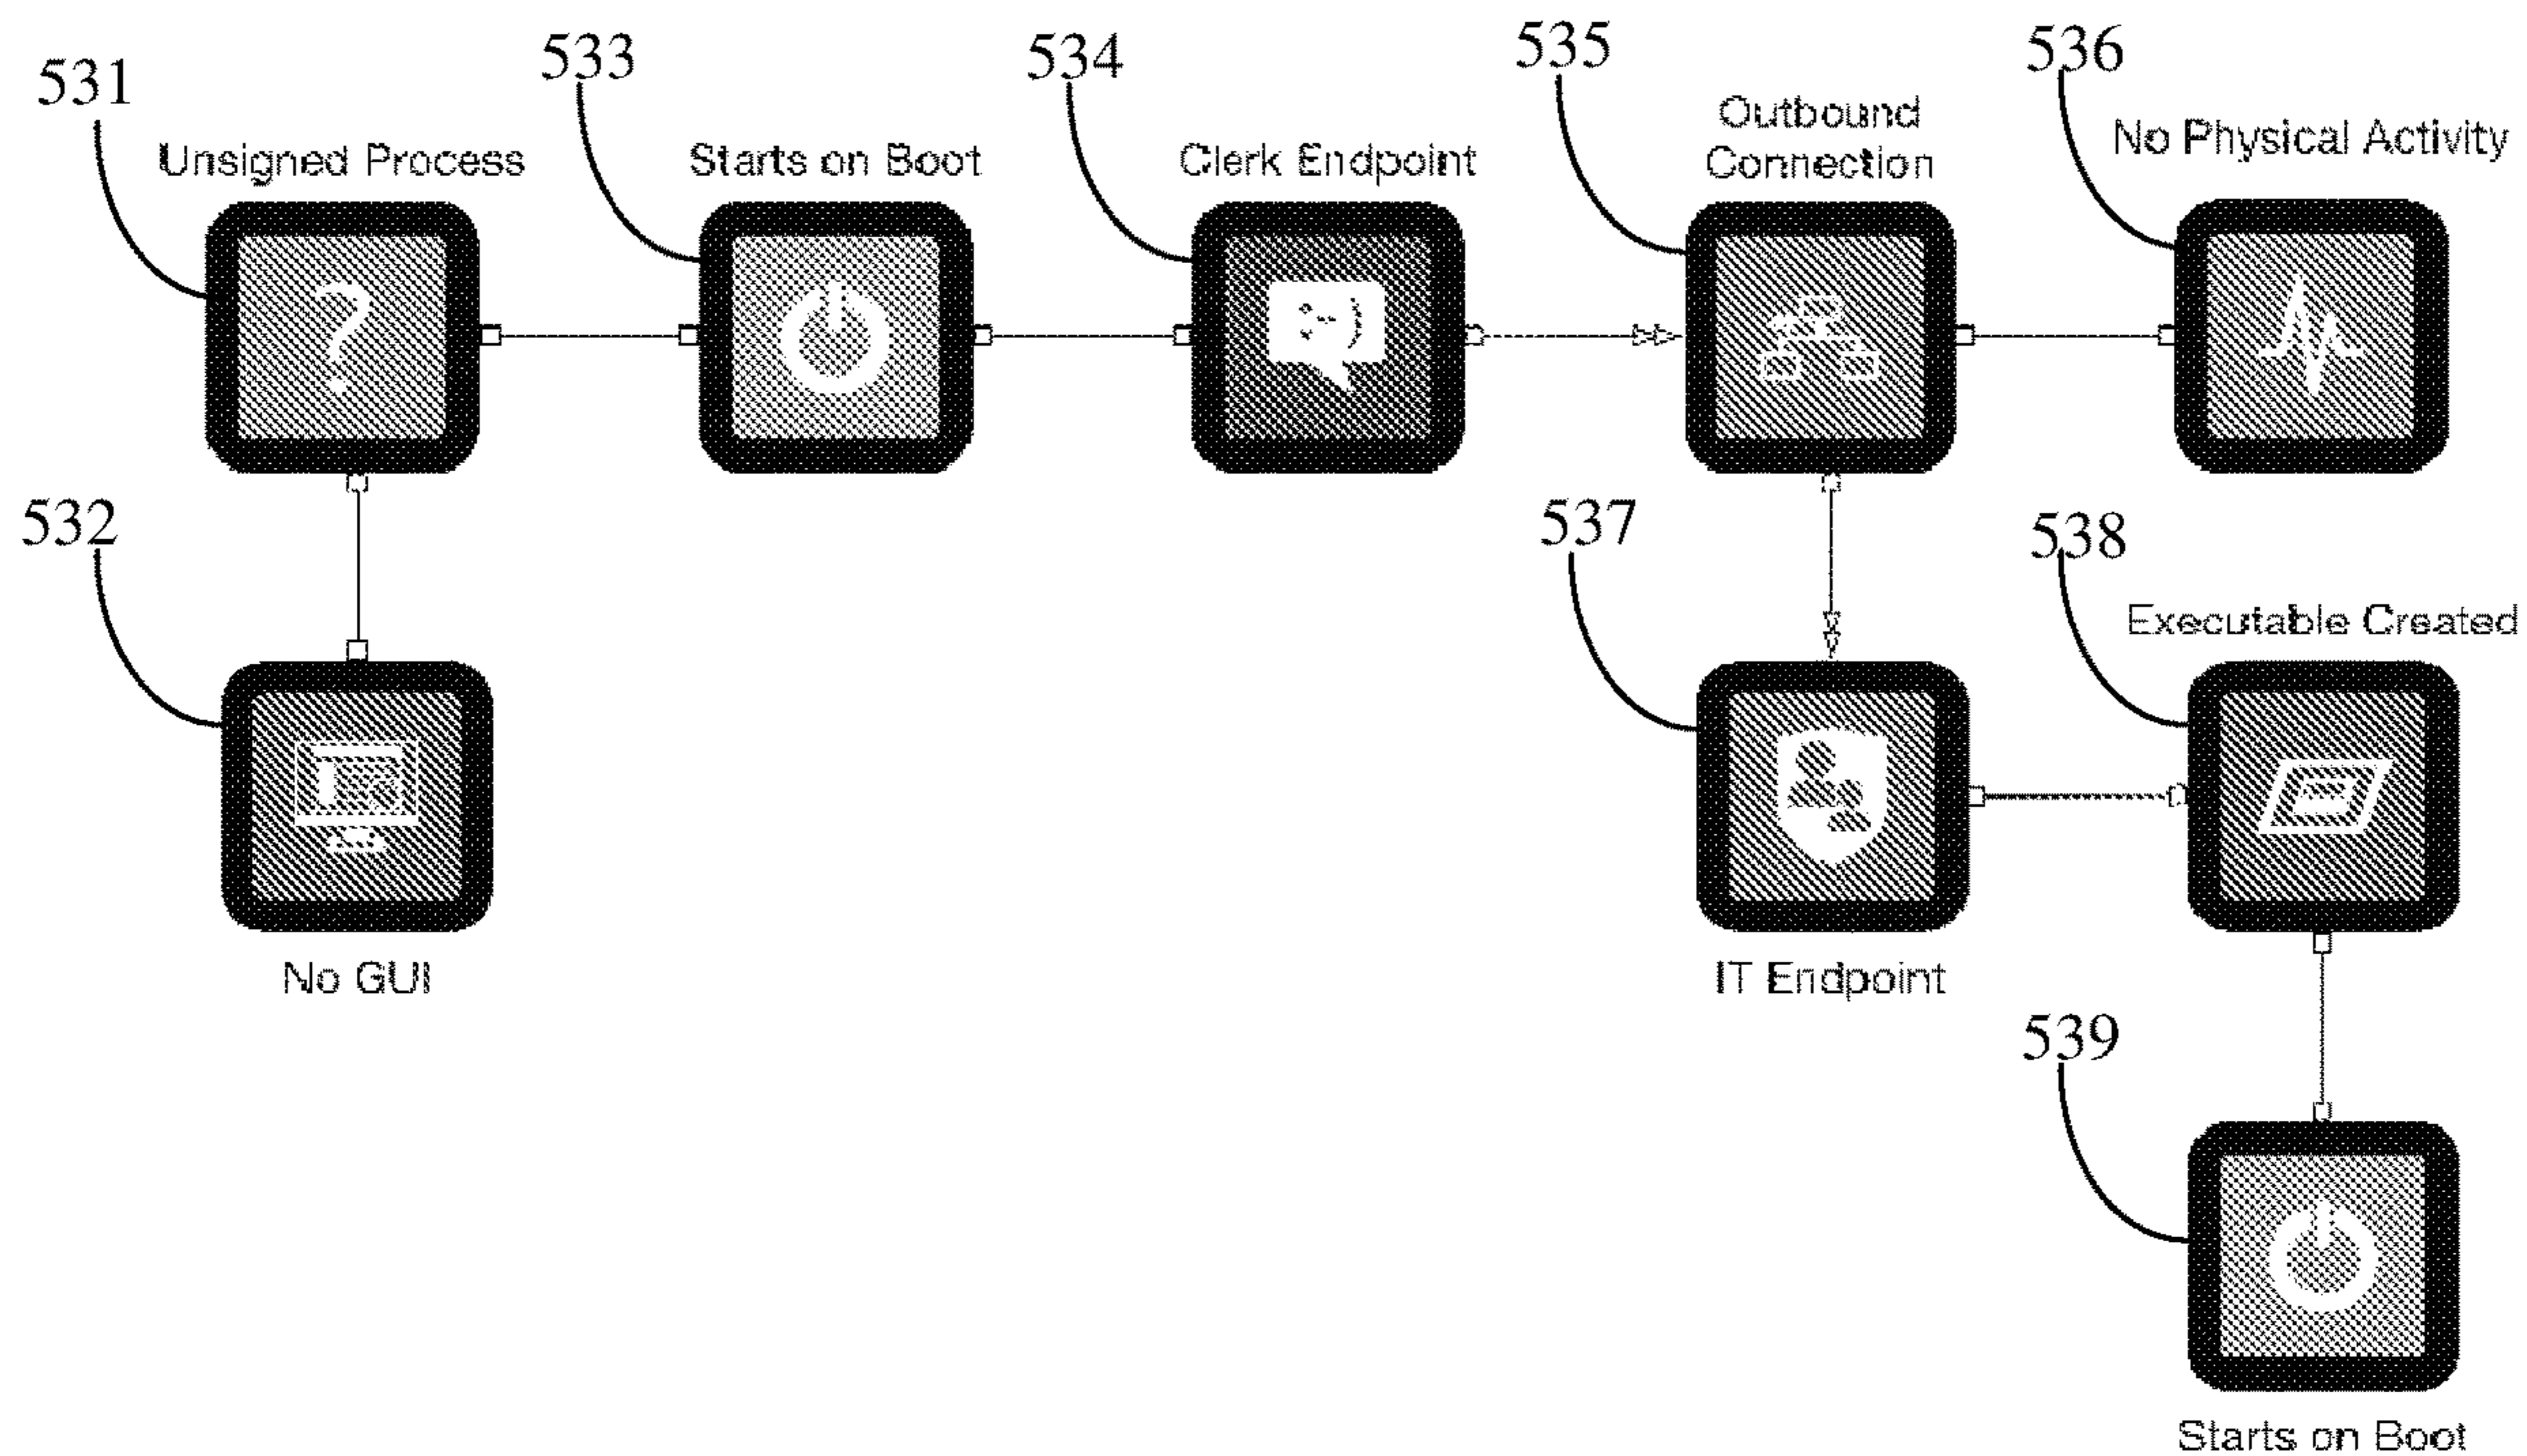 531
533
534
535
536
Unsigned Process
Starts on Boot
Clerk Endpoint
Outbound
Connection
No Physical Activity
:-)
532
537
538
Executable Created
No GUI
IT Endpoint
539
Starts on Boot